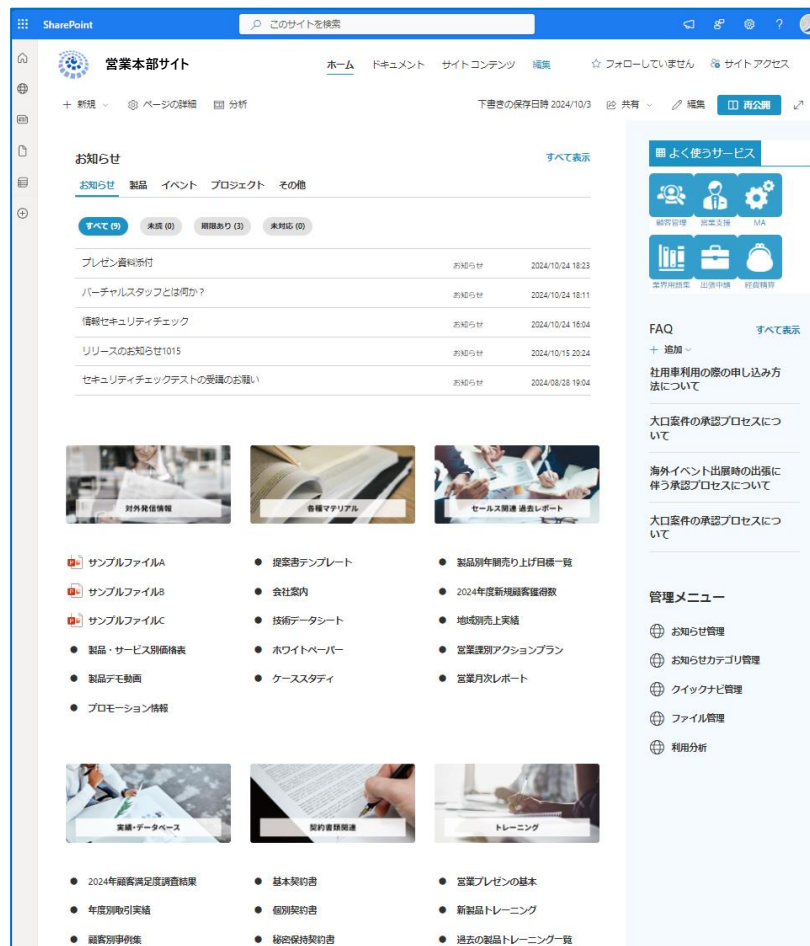 SharePoint
このサイトを検索
営業本部サイト
ホーム ドキュメント サイトコンテンツ 編集
フォローしていません サイト アクセス
新規 ページの詳細 分析
下書きの保存日時 2024/10/3 共有 編集 再公開
お知らせ すべて表示
お知らせ 製品 イベント プロジェクト その他
すべて (9) 未読 (0) 期限あり (3) 未対応 (0)
プレゼン資料添付 お知らせ 2024/10/24 18:23
バーチャルスタッフとは何か? お知らせ 2024/10/24 18:11
情報セキュリティチェック お知らせ 2024/10/24 16:04
リリースのお知らせ1015 お知らせ 2024/10/15 20:24
セキュリティチェックテストの受講のお願い お知らせ 2024/08/28 19:04
よく使うサービス
顧客管理 営業支援 MA
業界用語集 出張申請 経費精算
FAQ すべて表示
追加
社用車利用の際の申し込み方
法について
大口案件の承認プロセスにつ
いて
海外イベント出展時の出張に
伴う承認プロセスについて
大口案件の承認プロセスにつ
いて
管理メニュー
お知らせ管理
お知らせカテゴリ管理
クイックナビ管理
ファイル管理
利用分析
対外発信情報
サンプルファイルA
サンプルファイルB
サンプルファイルC
製品・サービス別価格表
製品デモ動画
プロモーション情報
各種マテリアル
提案書テンプレート
会社案内
技術データシート
ホワイトペーパー
ケーススタディ
セールス関連 過去レポート
製品別年間売り上げ目標一覧
2024年度新規顧客獲得数
地域別売上実績
営業課別アクションプラン
営業月次レポート
実績・データベース
2024年顧客満足度調査結果
年度別取引実績
顧客別事例集
契約書類関連
基本契約書
個別契約書
秘密保持契約書
トレーニング
営業プレゼンの基本
新製品トレーニング
過去の製品トレーニング一覧